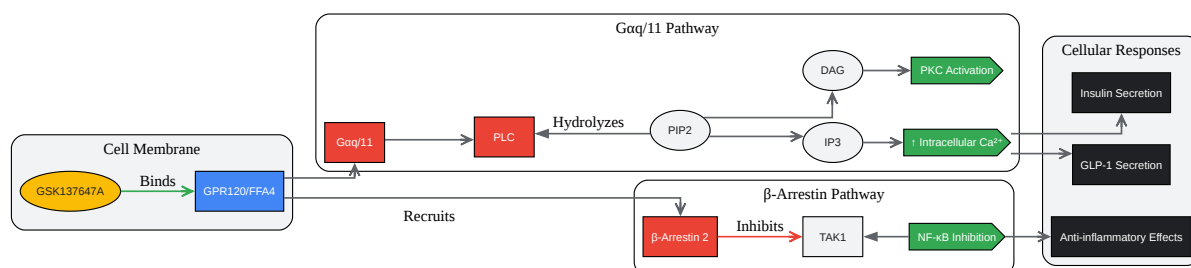 Gαq/11 Pathway
Cellular Responses
DAG
PKC Activation
Insulin Secretion
Gαq/11
PLC
Hydrolyzes
PIP2
IP3
↑ Intracellular Ca²⁺
GLP-1 Secretion
Cell Membrane
GSK137647A
Binds
GPR120/FFA4
Recruits
β-Arrestin Pathway
β-Arrestin 2
Inhibits
TAK1
NF-κB Inhibition
Anti-inflammatory Effects